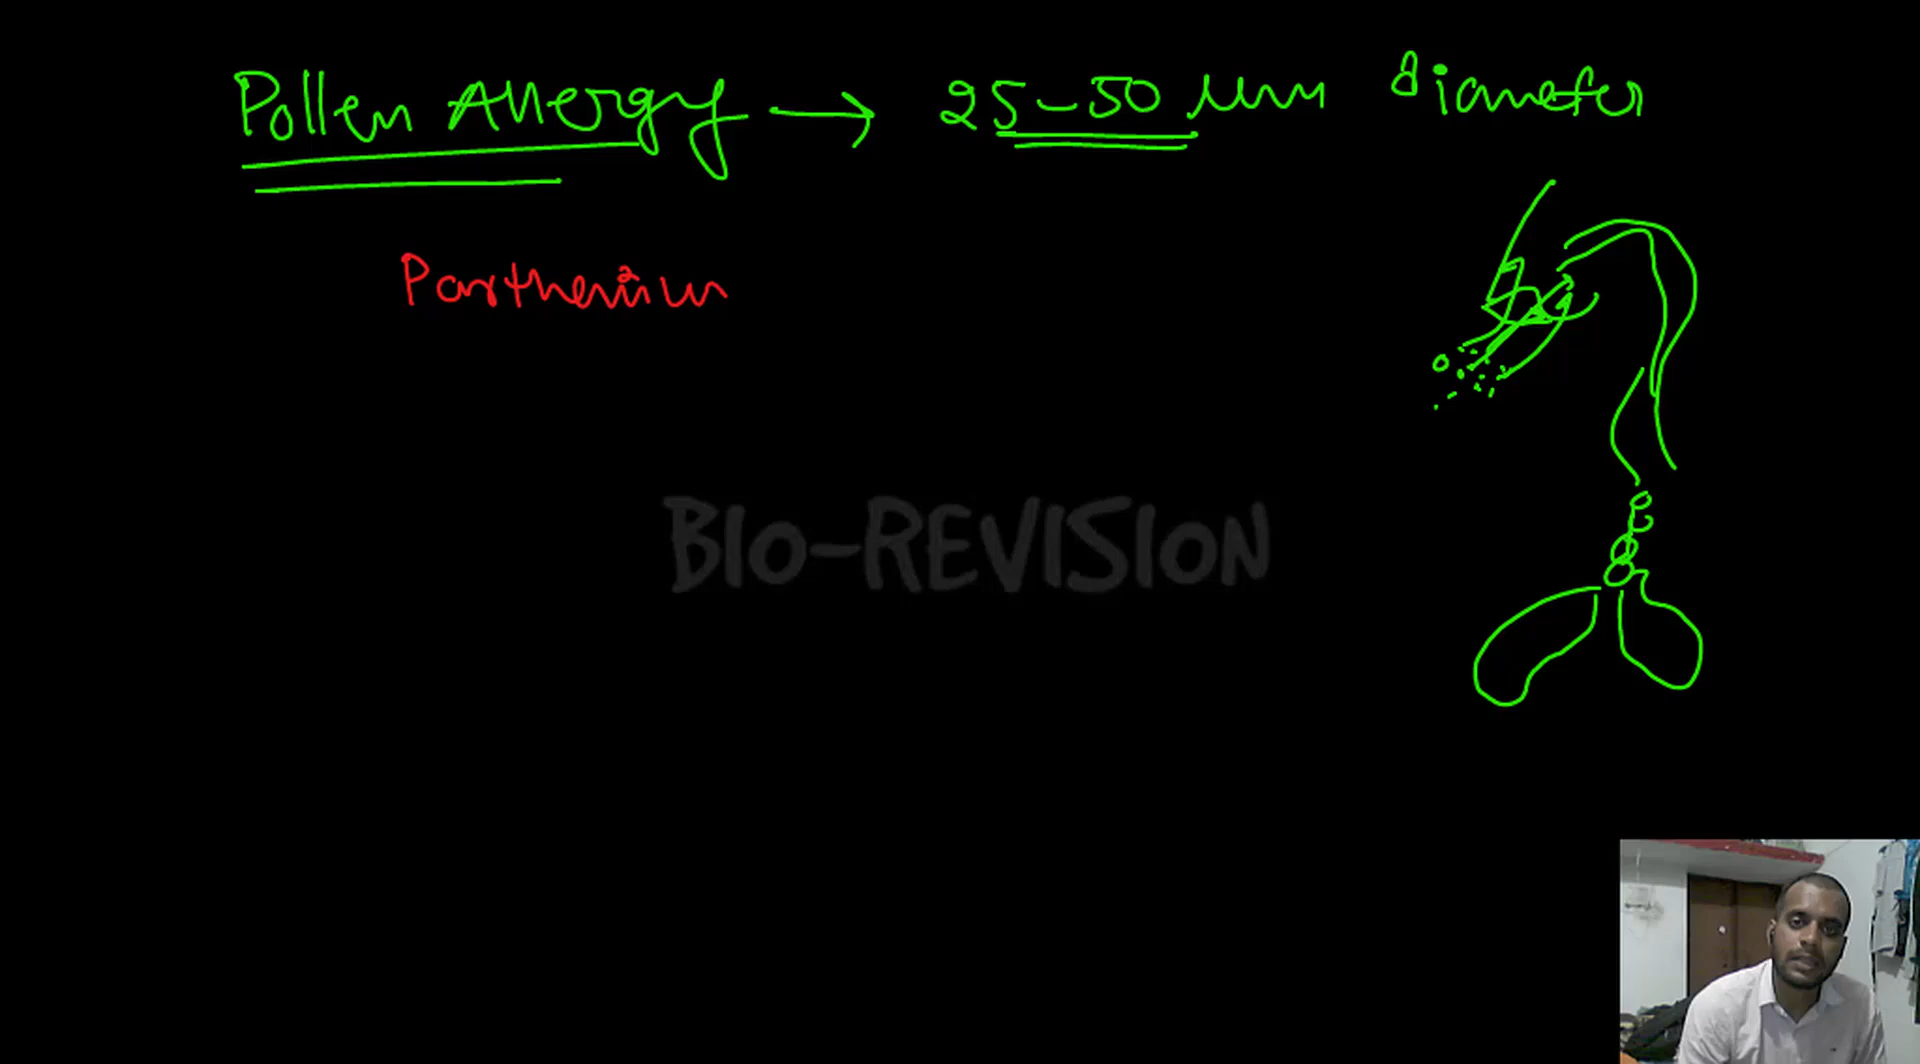 Pollen Allergy → 25-50 μm diameter
Parthenium
BIO-REVISION